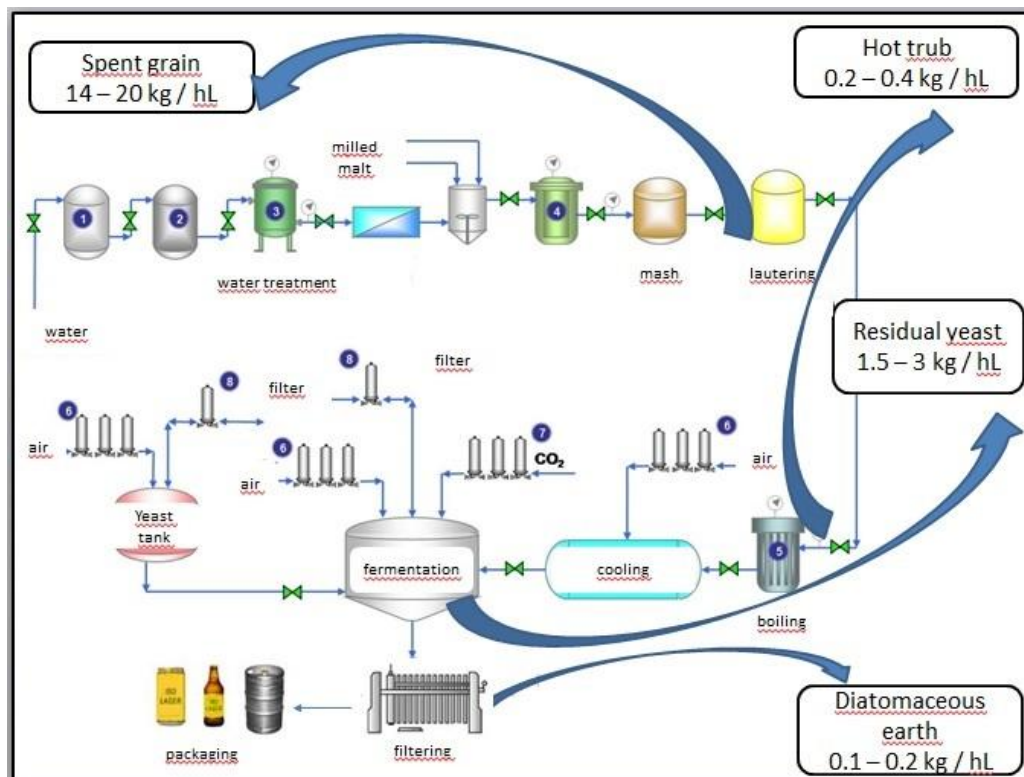 Spent grain
14 – 20 kg / hL
Hot trub
0.2 – 0.4 kg / hL
milled
malt
1
2
3
4
water treatment
mash
lautering
water
Residual yeast
1.5 – 3 kg / hL
8
filter
8
filter
6
air
6
air
7
CO2
6
air
Yeast
tank
fermentation
cooling
5
boiling
packaging
filtering
Diatomaceous
earth
0.1 – 0.2 kg / hL